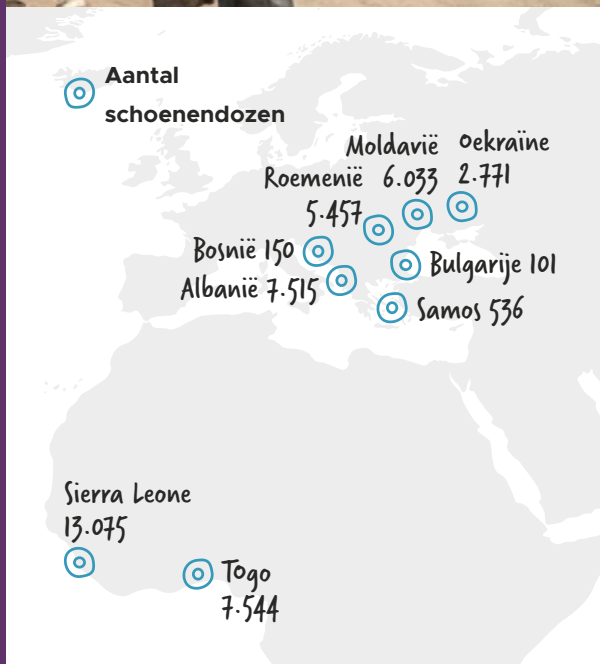 Aantal
schoenendozen
Moldavië
6.033
Oekraïne
2.771
Roemenië
5.457
Bosnië 150
Albanië 7.515
Bulgarije 101
Samos 536
Sierra Leone
13.075
Togo
7.544